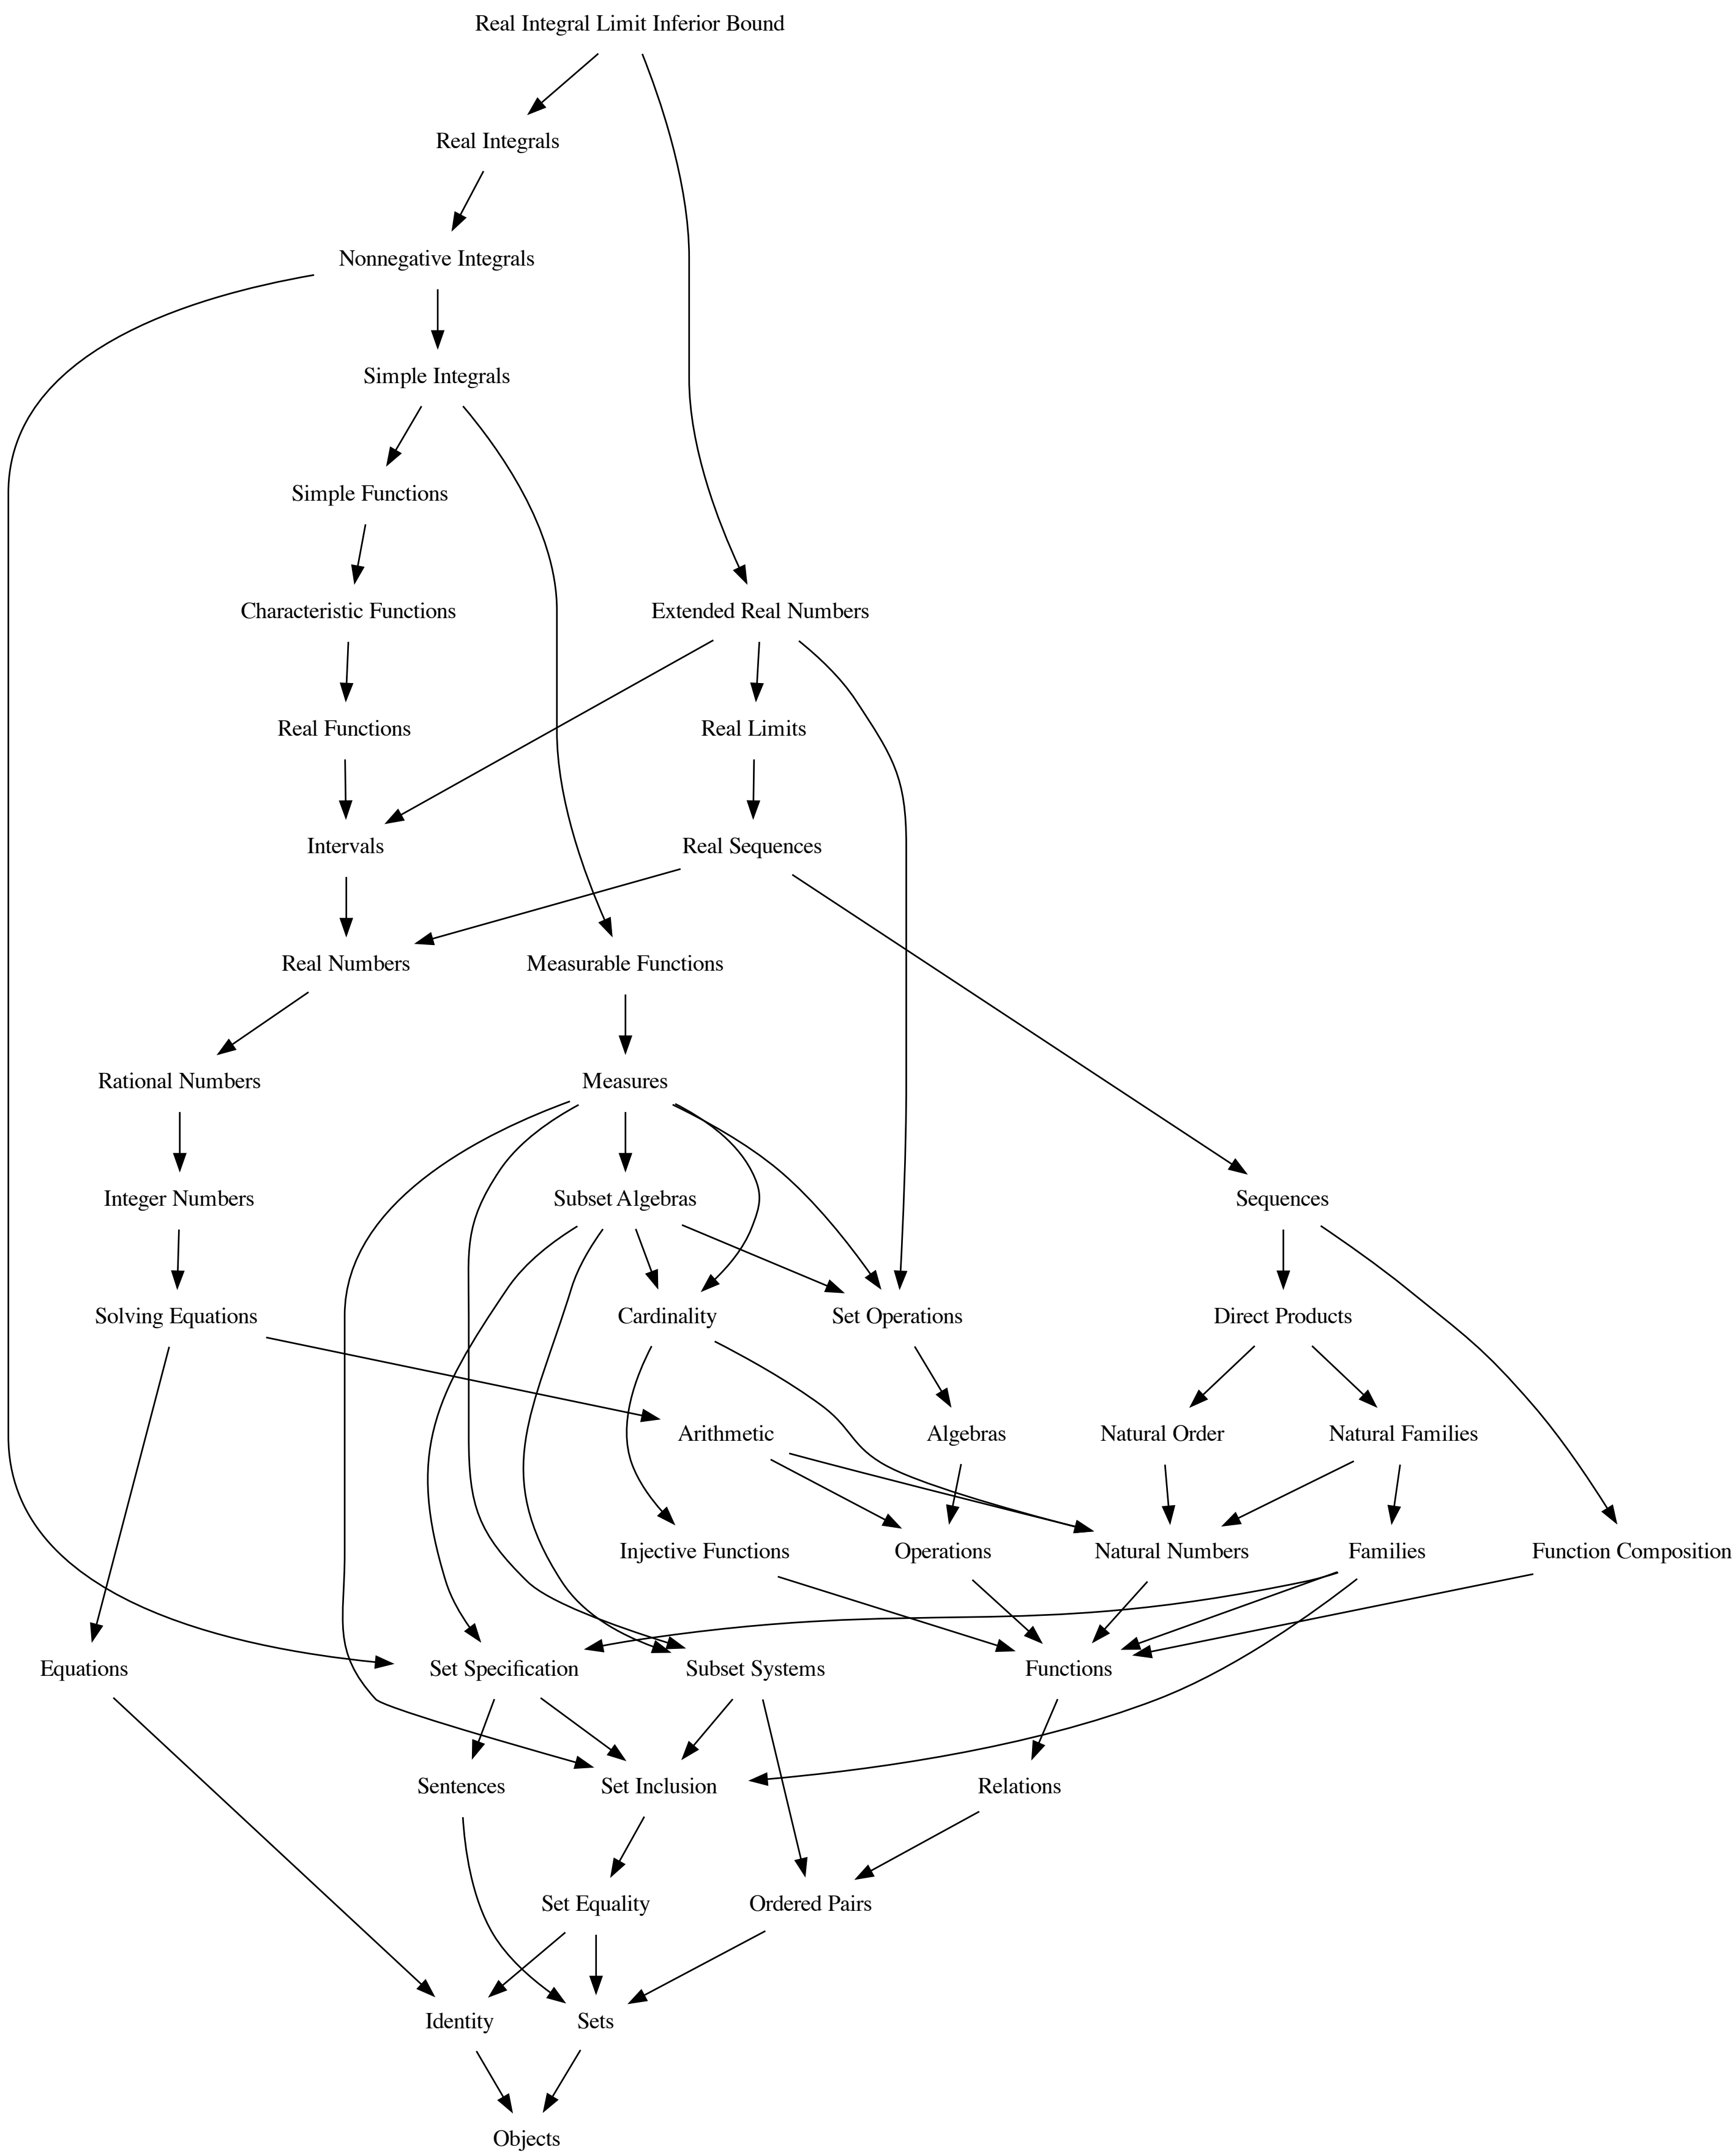 Real Integral Limit Inferior Bound
Real Integrals
Nonnegative Integrals
Simple Integrals
Simple Functions
Characteristic Functions
Extended Real Numbers
Real Functions
Real Limits
Intervals
Real Sequences
Real Numbers
Measurable Functions
Rational Numbers
Measures
Integer Numbers
Subset Algebras
Sequences
Solving Equations
Cardinality
Set Operations
Direct Products
Arithmetic
Algebras
Natural Order
Natural Families
Injective Functions
Operations
Natural Numbers
Families
Function Composition
Equations
Set Specification
Subset Systems
Functions
Sentences
Set Inclusion
Relations
Set Equality
Ordered Pairs
Identity
Sets
Objects